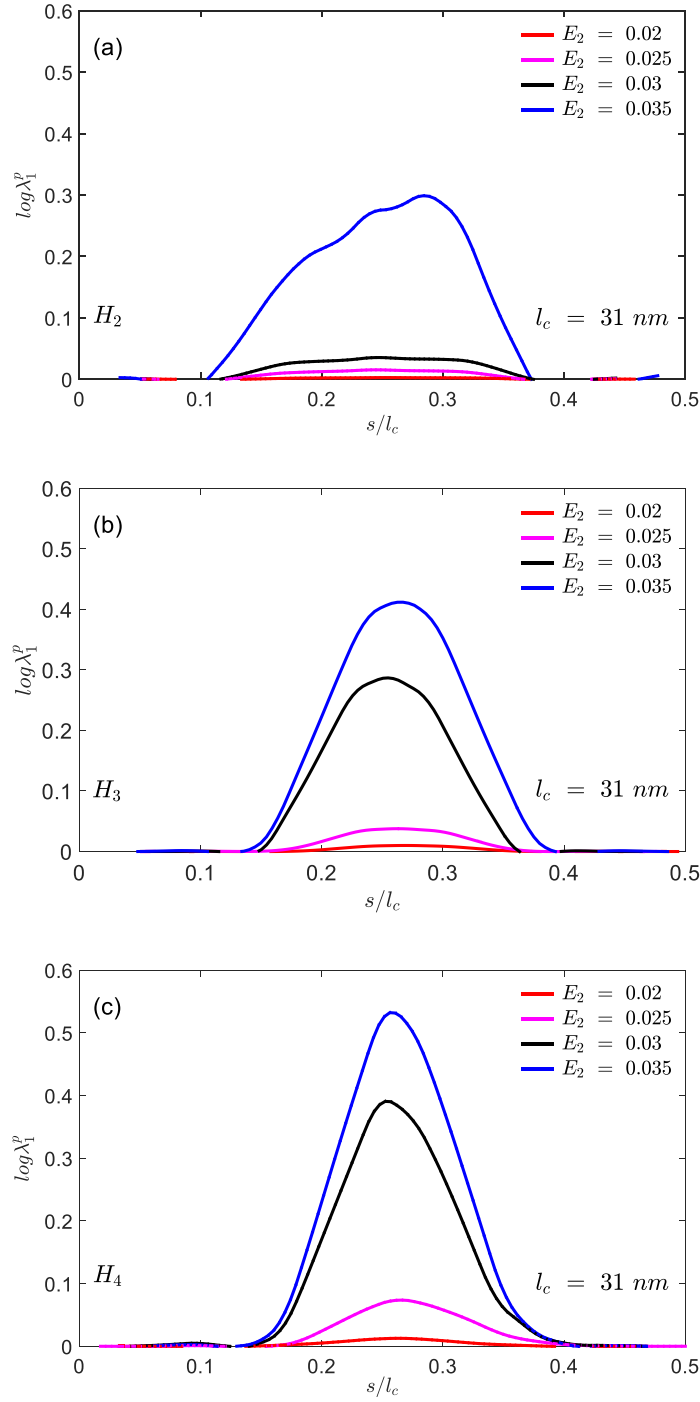 (a)
E₂ = 0.02
E₂ = 0.025
E₂ = 0.03
E₂ = 0.035
0.6
0.5
0.4
0.3
0.2
0.1
0
logλ₁ᵖ
H₂
l_c = 31 nm
0 0.1 0.2 0.3 0.4 0.5
s/l_c
(b)
E₂ = 0.02
E₂ = 0.025
E₂ = 0.03
E₂ = 0.035
0.6
0.5
0.4
0.3
0.2
0.1
0
logλ₁ᵖ
H₃
l_c = 31 nm
0 0.1 0.2 0.3 0.4 0.5
s/l_c
(c)
E₂ = 0.02
E₂ = 0.025
E₂ = 0.03
E₂ = 0.035
0.6
0.5
0.4
0.3
0.2
0.1
0
logλ₁ᵖ
H₄
l_c = 31 nm
0 0.1 0.2 0.3 0.4 0.5
s/l_c